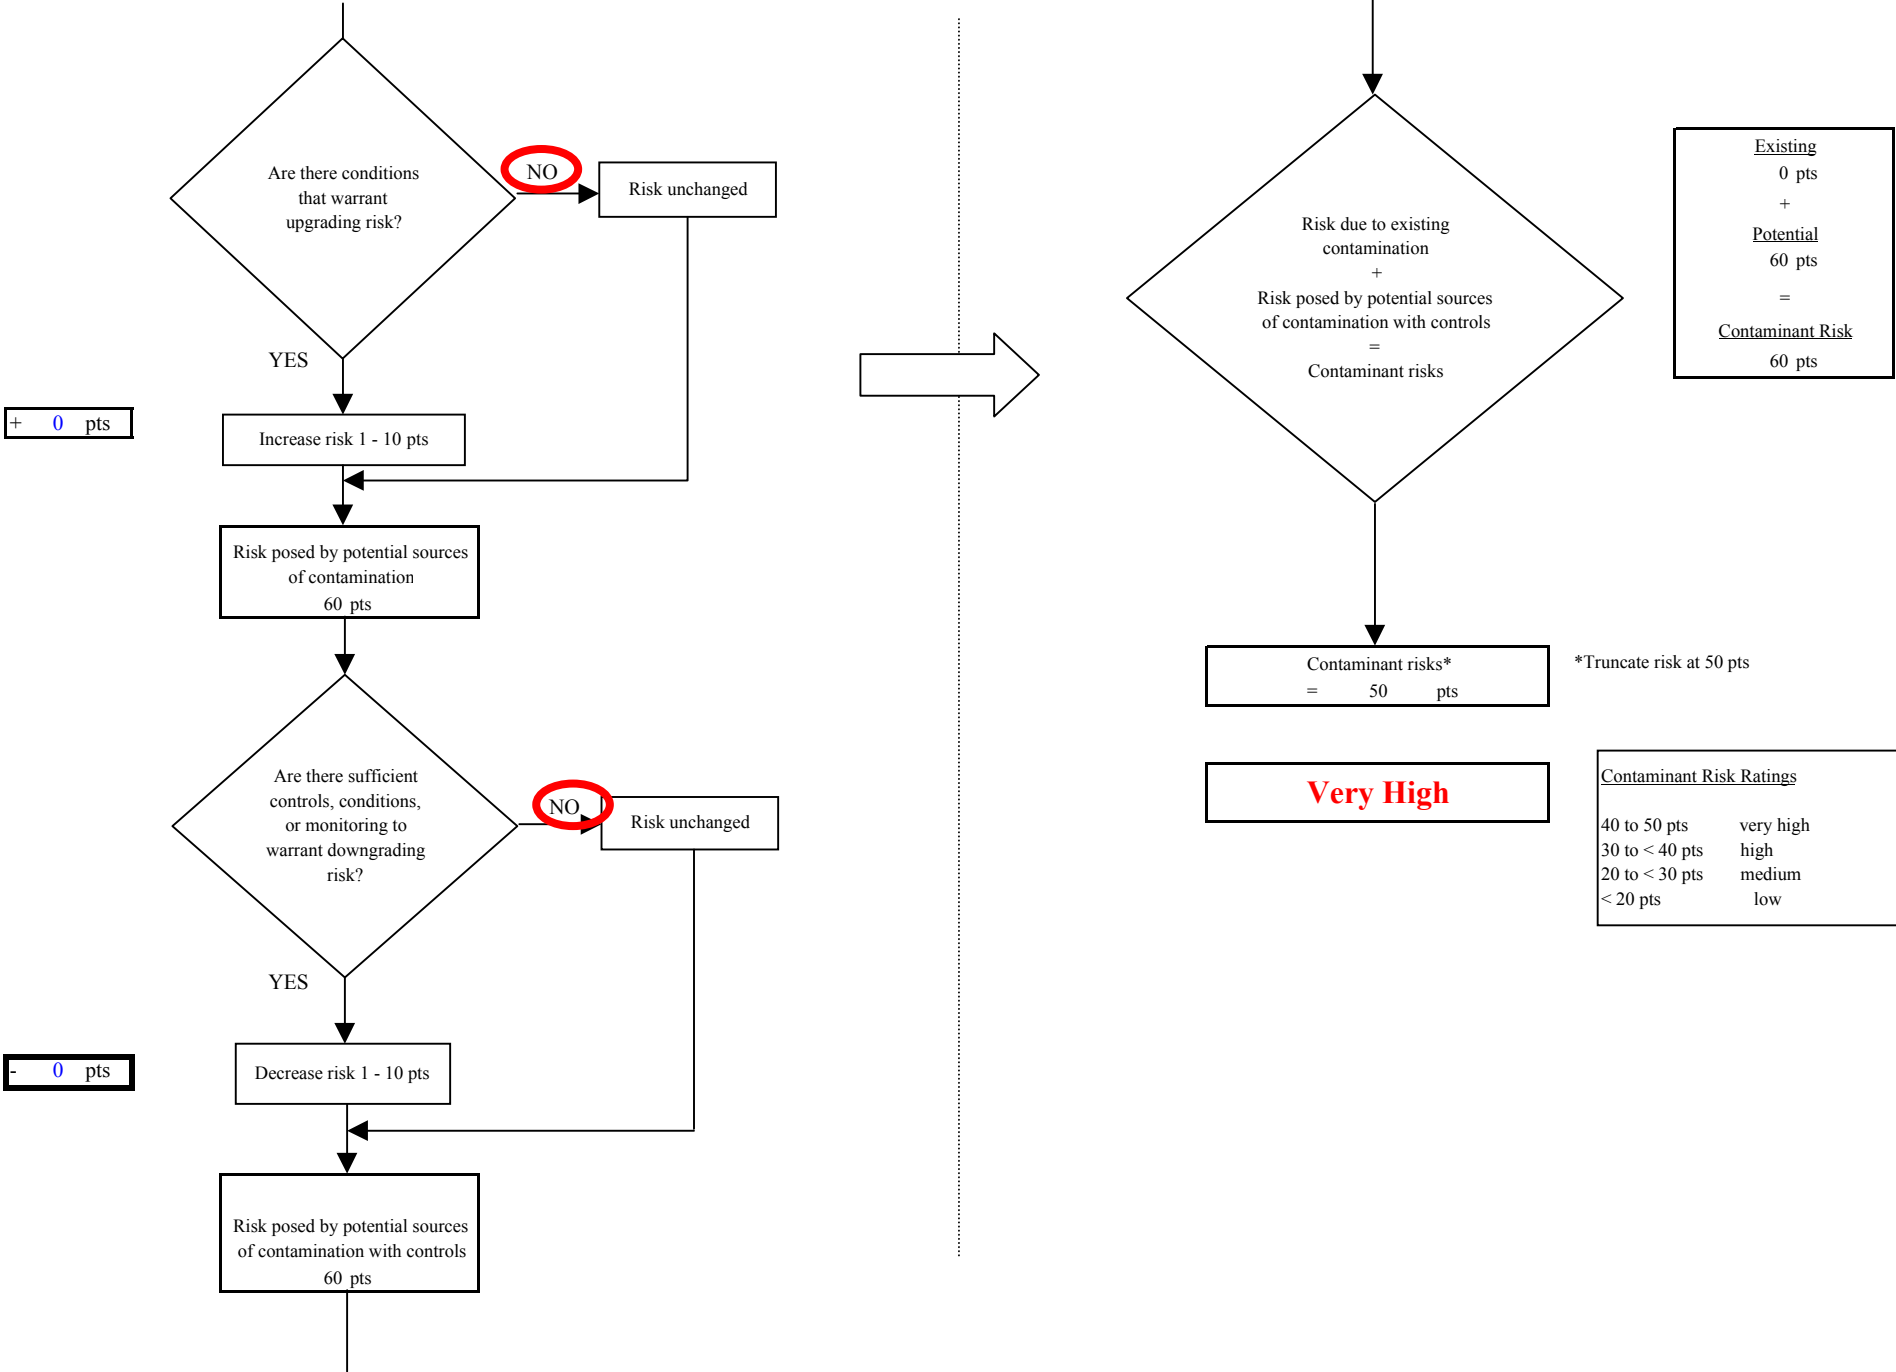 Are there conditions
that warrant
upgrading risk?
NO
Risk unchanged
YES
+ 0 pts
Increase risk 1 - 10 pts
Risk posed by potential sources
of contamination
60 pts
Are there sufficient
controls, conditions,
or monitoring to
warrant downgrading
risk?
NO
Risk unchanged
YES
- 0 pts
Decrease risk 1 - 10 pts
Risk posed by potential sources
of contamination with controls
60 pts
Risk due to existing
contamination
+
Risk posed by potential sources
of contamination with controls
=
Contaminant risks
Existing
0 pts
+
Potential
60 pts
=
Contaminant Risk
60 pts
Contaminant risks*
= 50 pts
*Truncate risk at 50 pts
Very High
Contaminant Risk Ratings
40 to 50 pts very high
30 to < 40 pts high
20 to < 30 pts medium
< 20 pts low